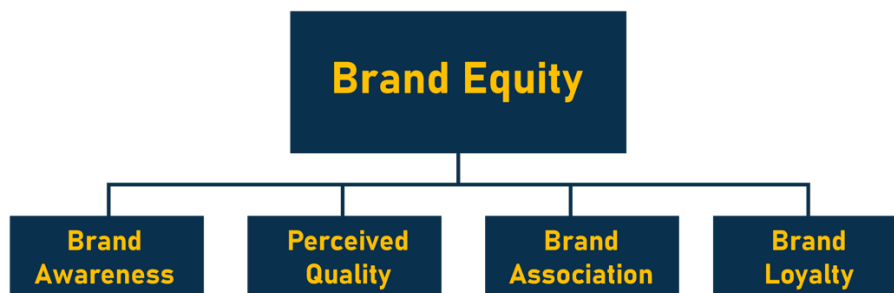 Brand Equity
Brand
Awareness
Perceived
Quality
Brand
Association
Brand
Loyalty